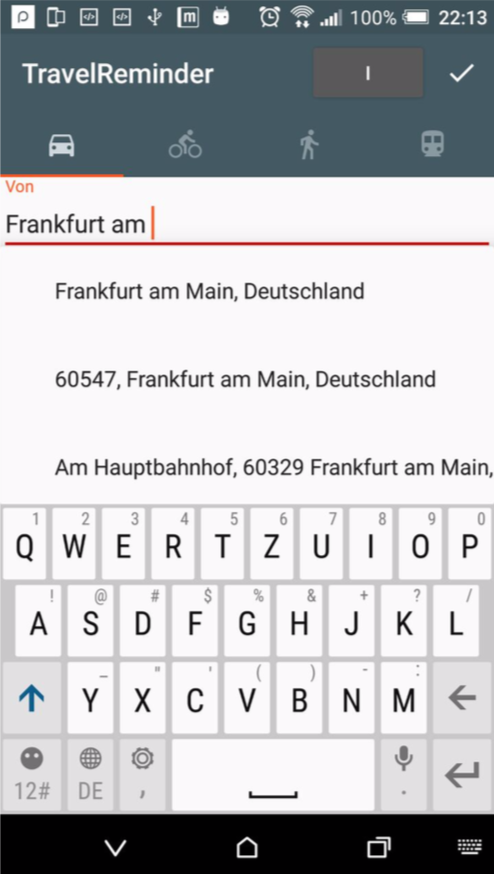 100% 22:13
TravelReminder I
Von
Frankfurt am
Frankfurt am Main, Deutschland
60547, Frankfurt am Main, Deutschland
Am Hauptbahnhof, 60329 Frankfurt am Main,
1 2 3 4 5 6 7 8 9 0
Q W E R T Z U I O P
! @ # $ % & + ? /
A S D F G H J K L
_ " ' ( ) - :
Y X C V B N M
12# DE , .